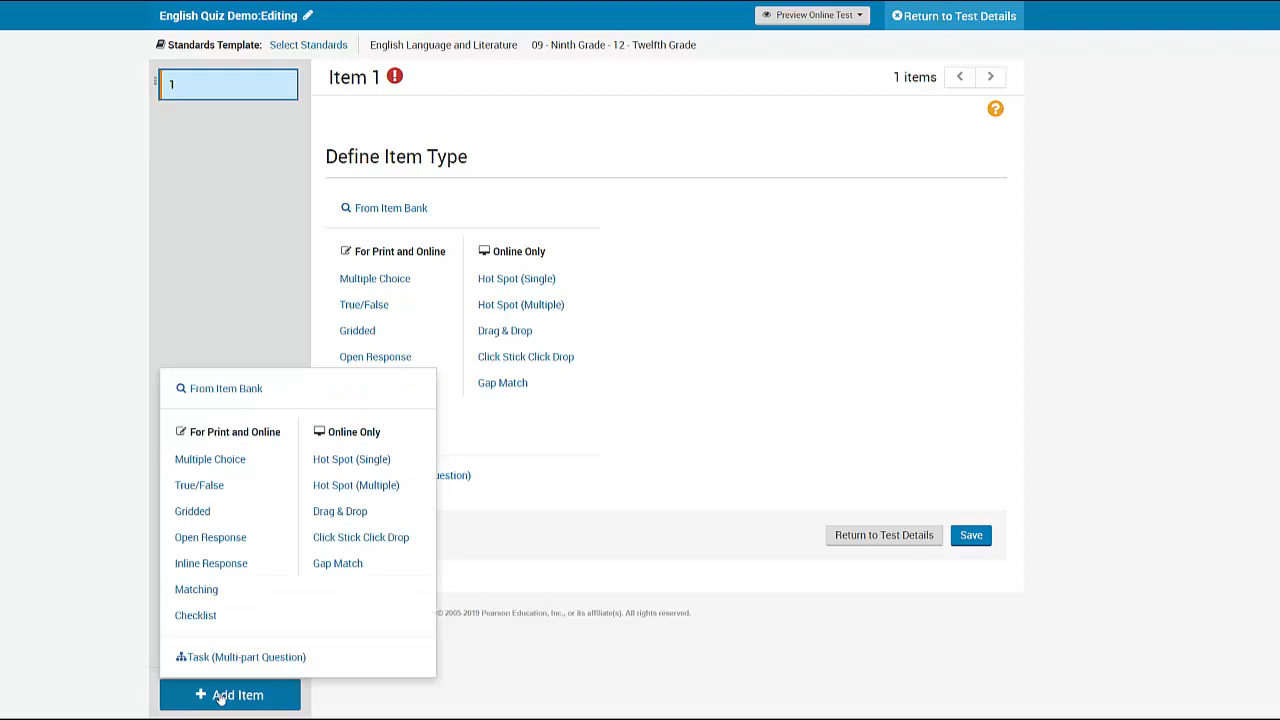 English Quiz Demo:Editing
Preview Online Test
Return to Test Details
Standards Template: Select Standards
English Language and Literature
09 - Ninth Grade - 12 - Twelfth Grade
1
Item 1
1 items
Define Item Type
From Item Bank
For Print and Online
Online Only
Multiple Choice
Hot Spot (Single)
True/False
Hot Spot (Multiple)
Gridded
Drag & Drop
Open Response
Click Stick Click Drop
Gap Match
From Item Bank
For Print and Online
Online Only
Multiple Choice
Hot Spot (Single)
True/False
Hot Spot (Multiple)
Gridded
Drag & Drop
Open Response
Click Stick Click Drop
Inline Response
Gap Match
Matching
Checklist
Task (Multi-part Question)
Add Item
uestion)
Return to Test Details
Save
© 2005-2019 Pearson Education, Inc., or its affiliate(s). All rights reserved.